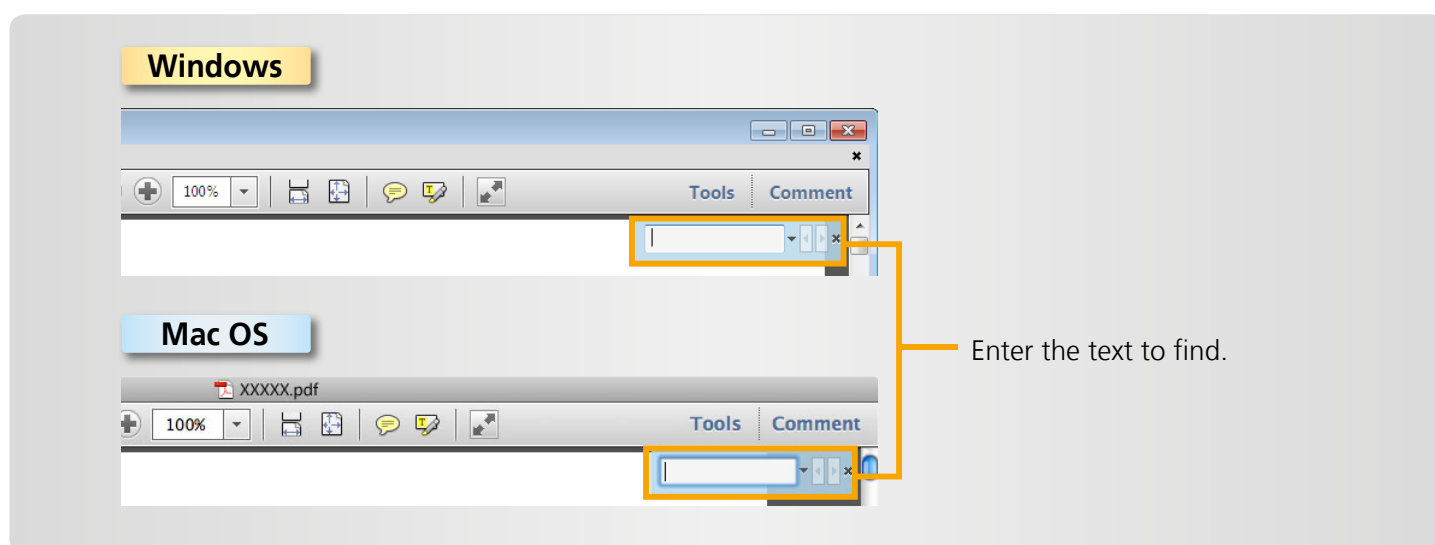 Windows
100%
Tools Comment
Mac OS
Enter the text to find.
XXXXX.pdf
100%
Tools Comment